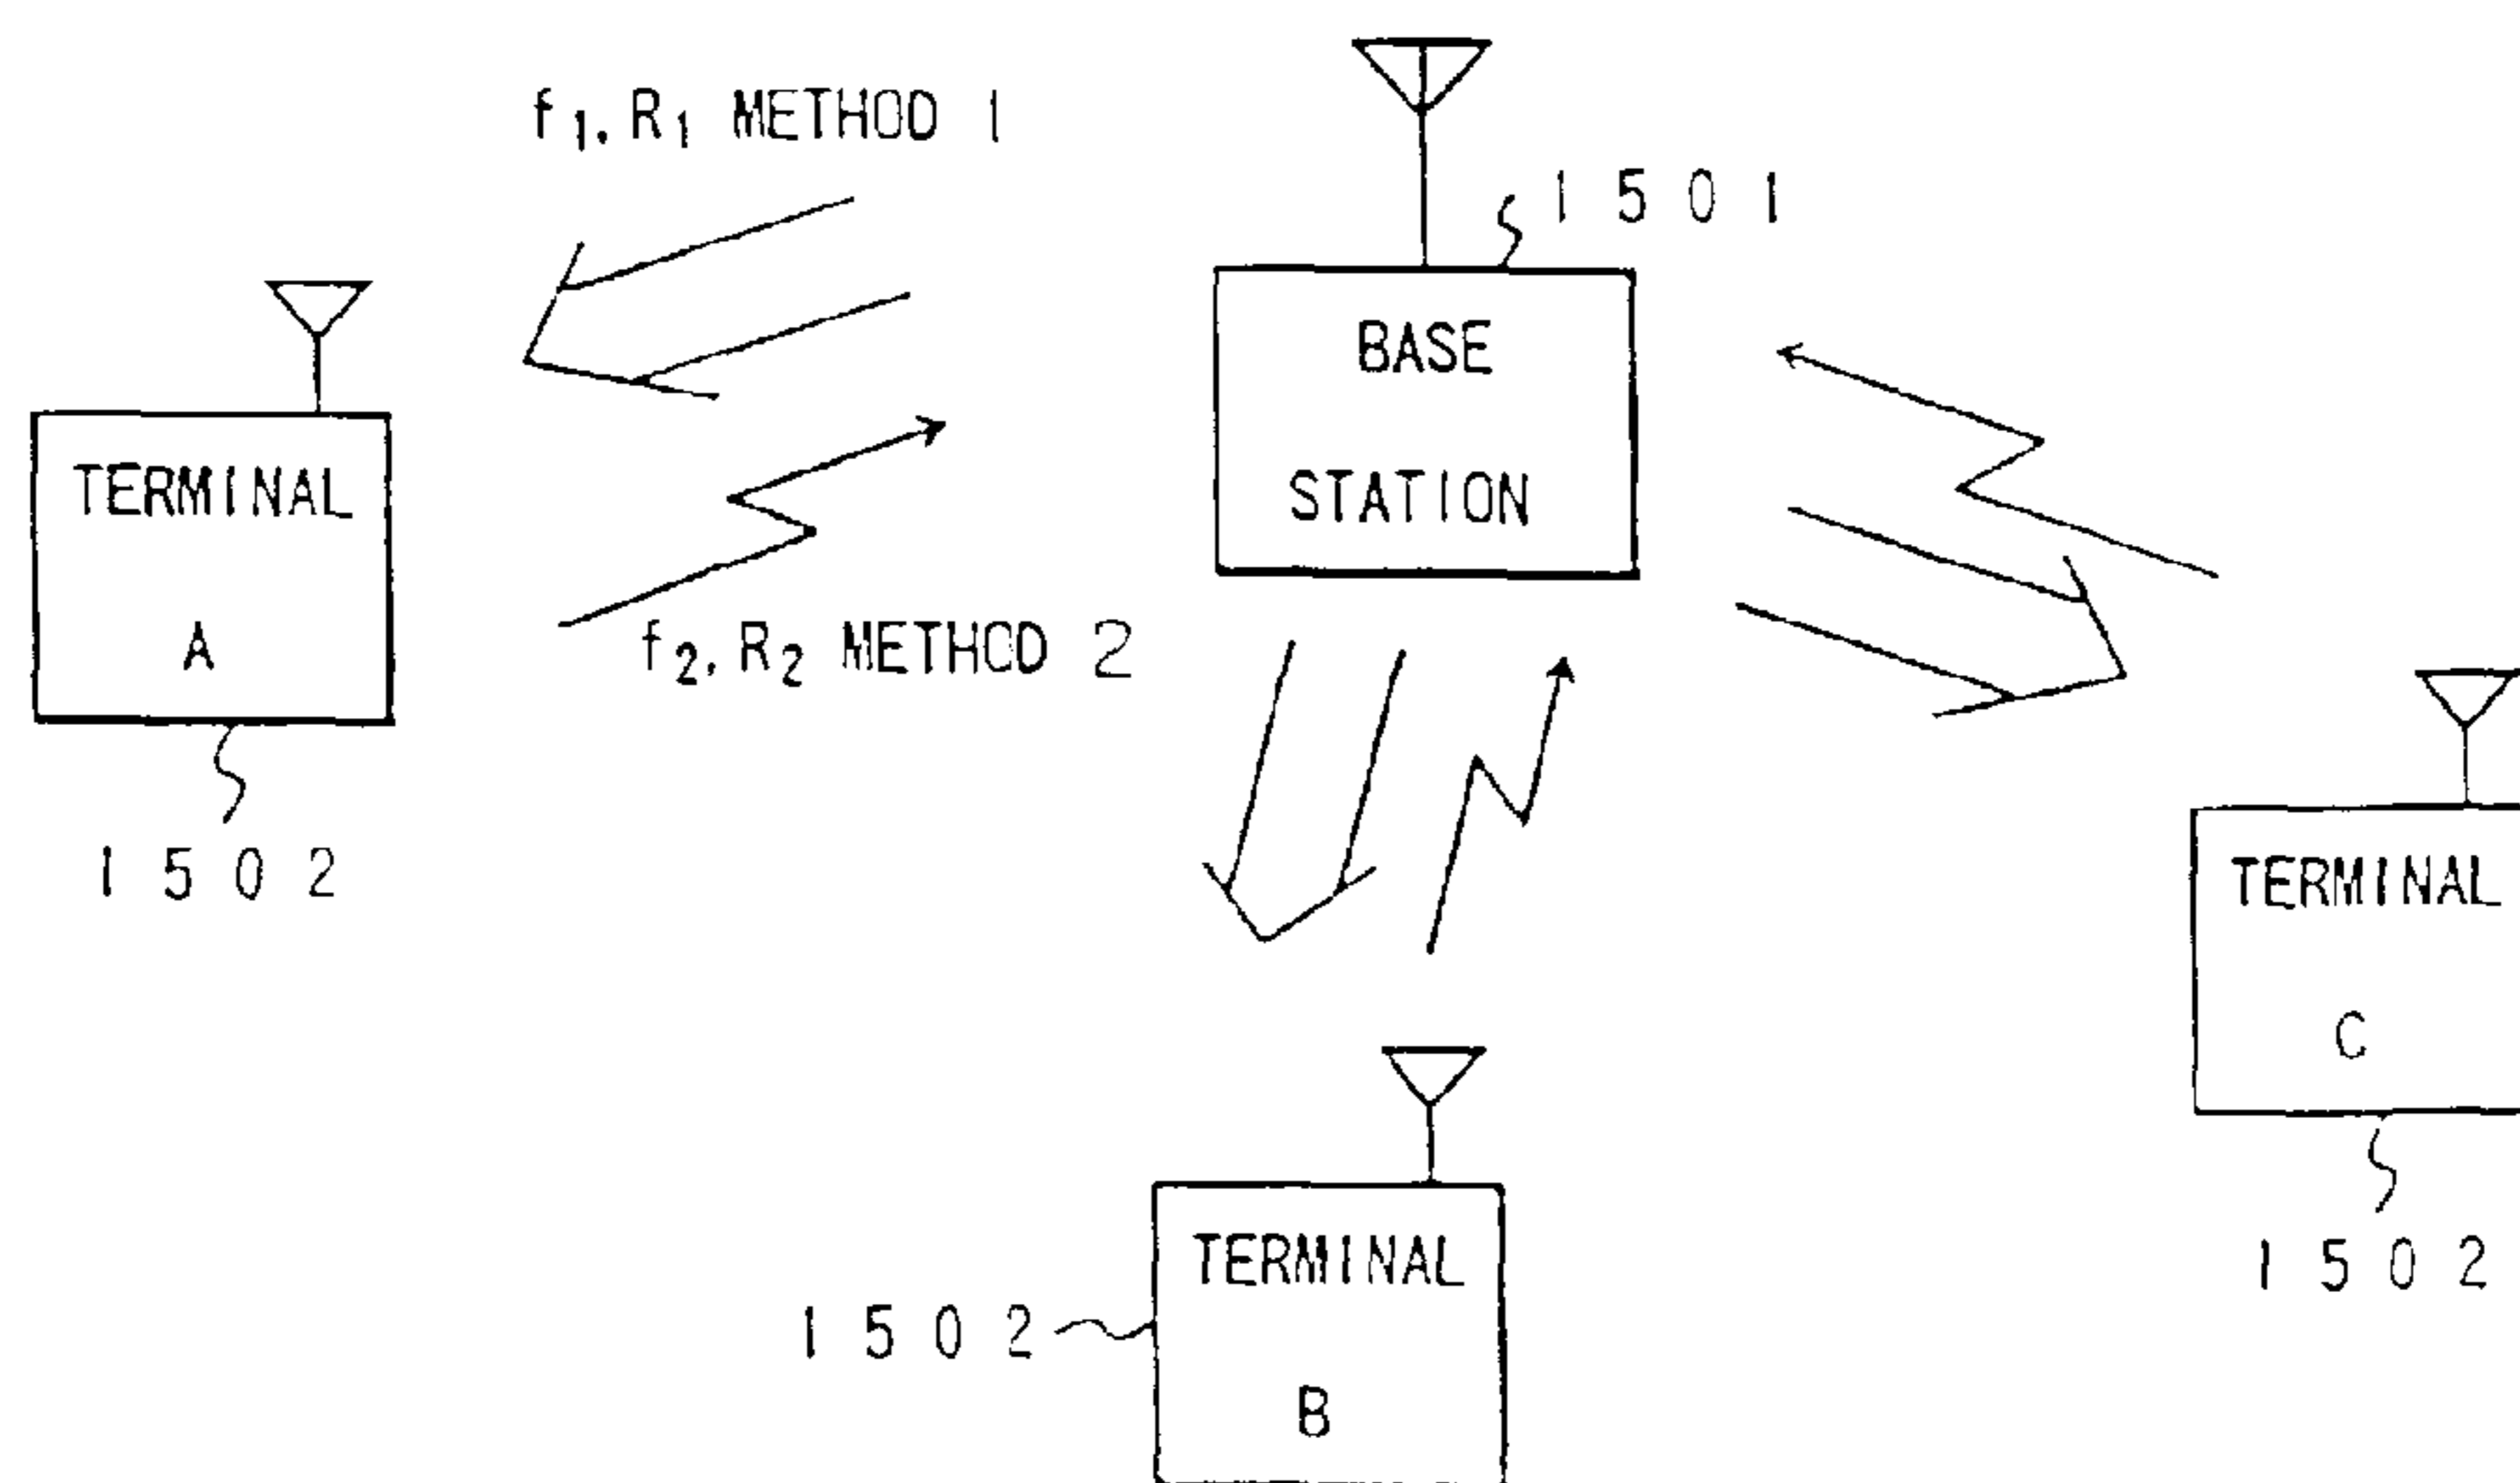 f₁, R₁ METHOD 1
1501
BASE
STATION
TERMINAL
A
f₂, R₂ METHOD 2
1502
TERMINAL
C
1502
TERMINAL
B
1502